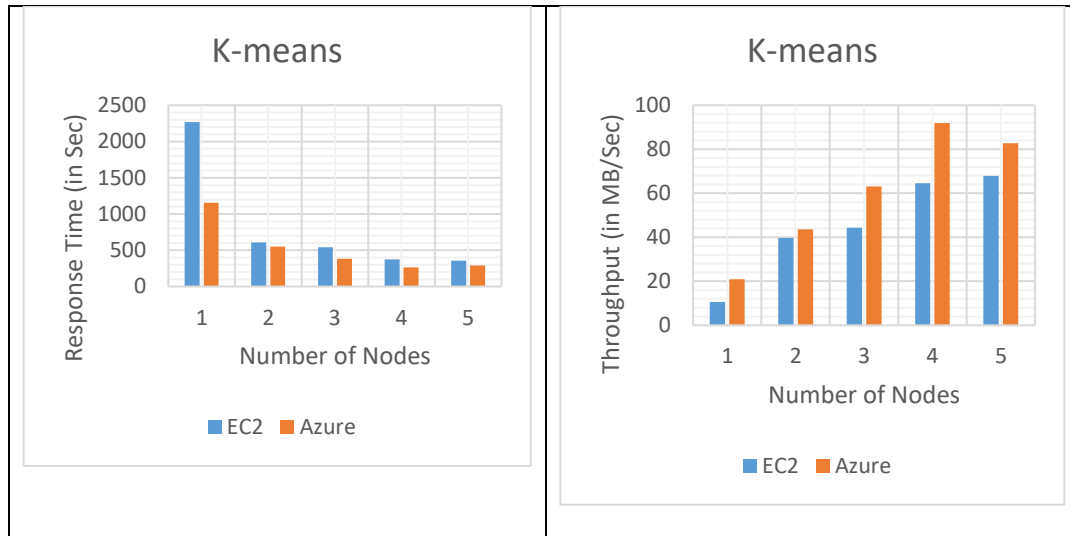 K-means
Response Time (in Sec)
2500
2000
1500
1000
500
0
1 2 3 4 5
Number of Nodes
EC2 Azure
K-means
Throughput (in MB/Sec)
100
80
60
40
20
0
1 2 3 4 5
Number of Nodes
EC2 Azure